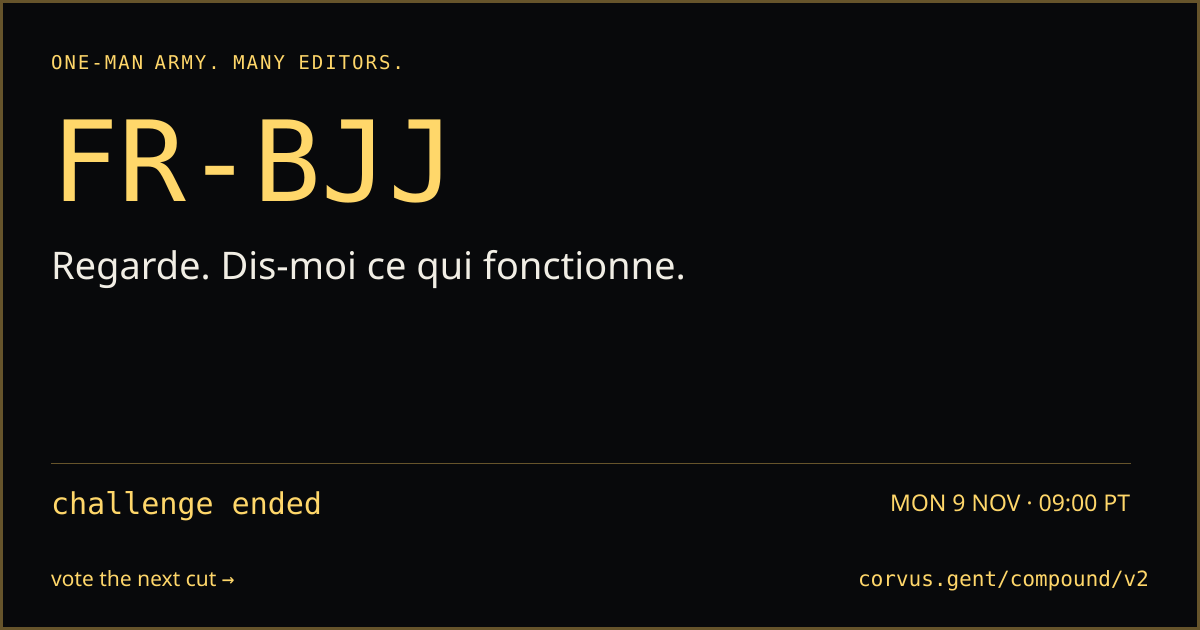 ONE-MAN ARMY. MANY EDITORS.
FR-BJJ
Regarde. Dis-moi ce qui fonctionne.
challenge ended
MON 9 NOV · 09:00 PT
vote the next cut →
corvus.gent/compound/v2